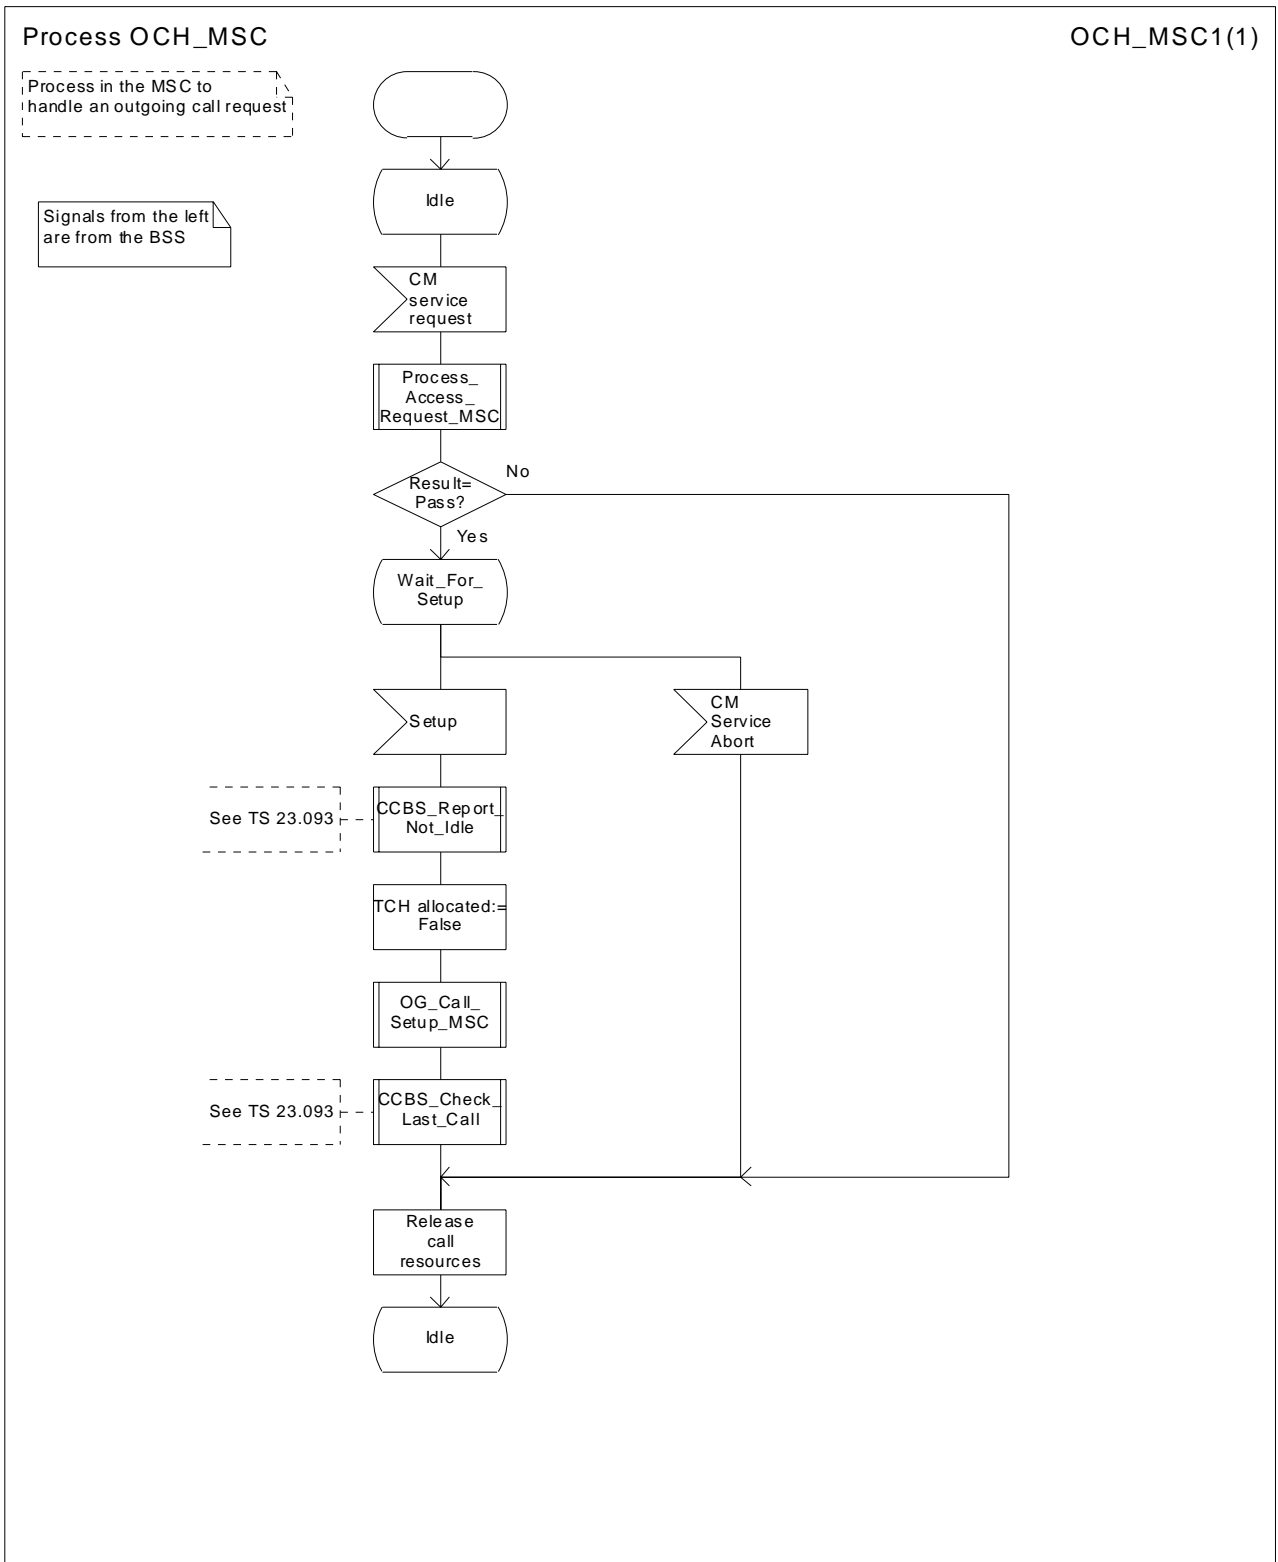 Process OCH_MSC
OCH_MSC1(1)
Process in the MSC to
handle an outgoing call request
Signals from the left
are from the BSS
Idle
CM
service
request
Process_
Access_
Request_MSC
Result=
Pass?
No
Yes
Wait_For_
Setup
Setup
CM
Service
Abort
See TS 23.093
CCBS_Report_
Not_Idle
TCH allocated:=
False
OG_Call_
Setup_MSC
See TS 23.093
CCBS_Check_
Last_Call
Release
call
resources
Idle